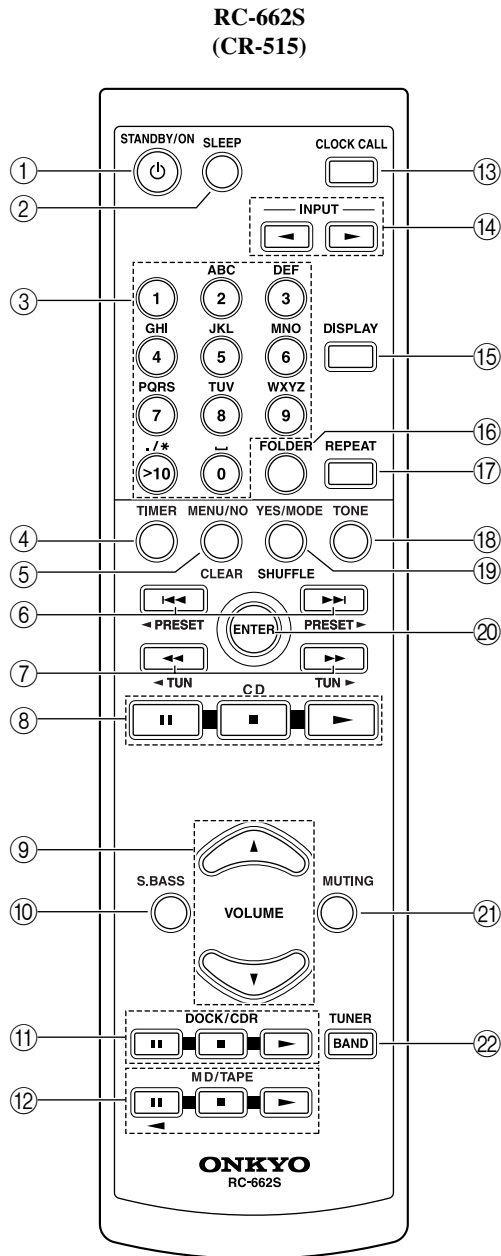 RC-662S
(CR-515)
STANDBY/ON SLEEP CLOCK CALL
① ② ⑬
INPUT ⑭
③ ABC DEF
1 2 3
GHI JKL MNO DISPLAY
4 5 6 ⑮
PQRS TUV WXYZ
7 8 9 ⑯
./* FOLDER REPEAT
>10 0 ⑰
TIMER MENU/NO YES/MODE TONE
④ ⑱
⑤ CLEAR SHUFFLE ⑲
⑥
◄ PRESET ENTER PRESET ► ⑳
⑦ ◄ TUN TUN ►
CD
⑧
⑨
S.BASS MUTING
⑩ VOLUME ㉑
DOCK/CDR TUNER
⑪ BAND ㉒
MD/TAPE
⑫
ONKYO
RC-662S